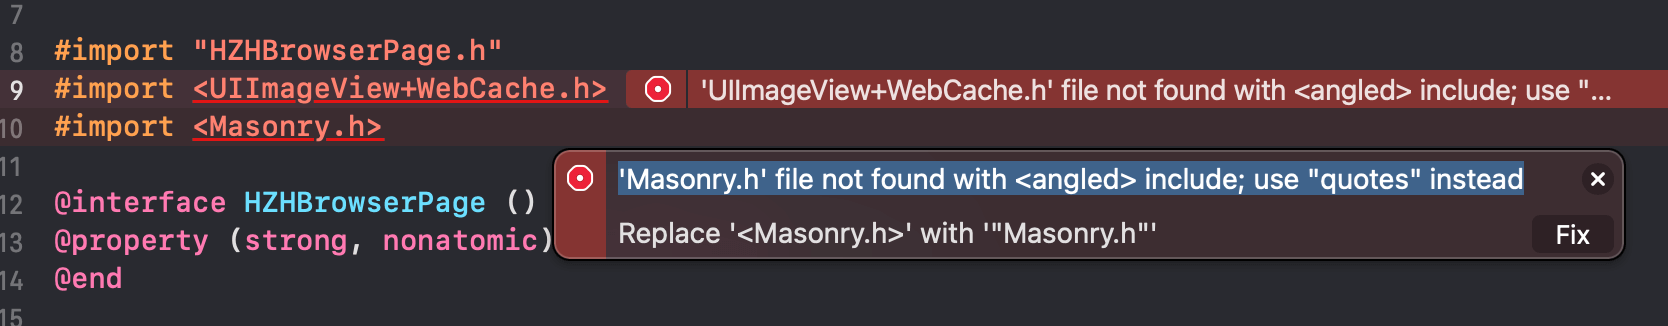 7
8 #import "HZHBrowserPage.h"
9 #import <UIImageView+WebCache.h> 'UIImageView+WebCache.h' file not found with <angled> include; use "...
10 #import <Masonry.h>
11
'Masonry.h' file not found with <angled> include; use "quotes" instead
12 @interface HZHBrowserPage ()
13 @property (strong, nonatomic)
Replace '<Masonry.h>' with '"Masonry.h"' Fix
14 @end
15